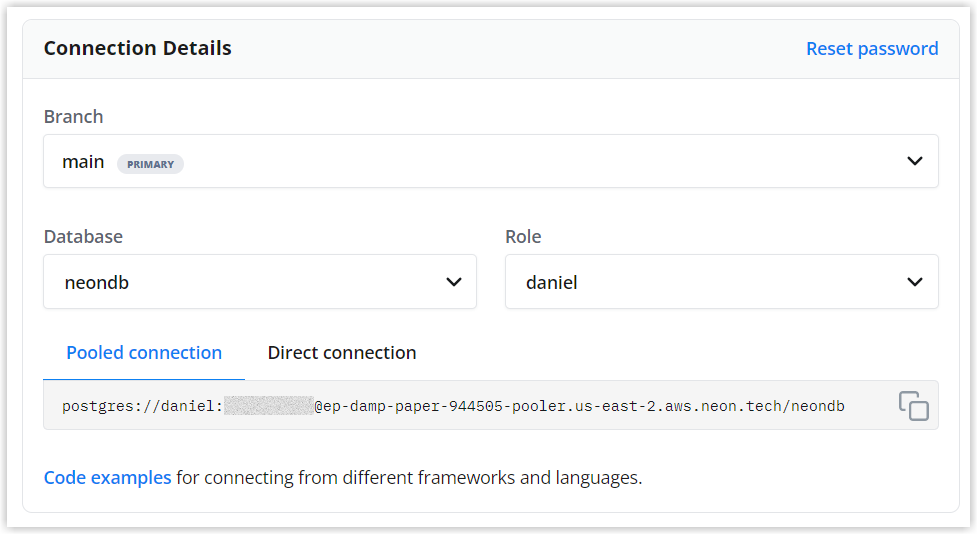 Connection Details
Reset password
Branch
main PRIMARY
Database
Role
neondb
daniel
Pooled connection
Direct connection
postgres://daniel: @ep-damp-paper-944505-pooler.us-east-2.aws.neon.tech/neondb
Code examples for connecting from different frameworks and languages.